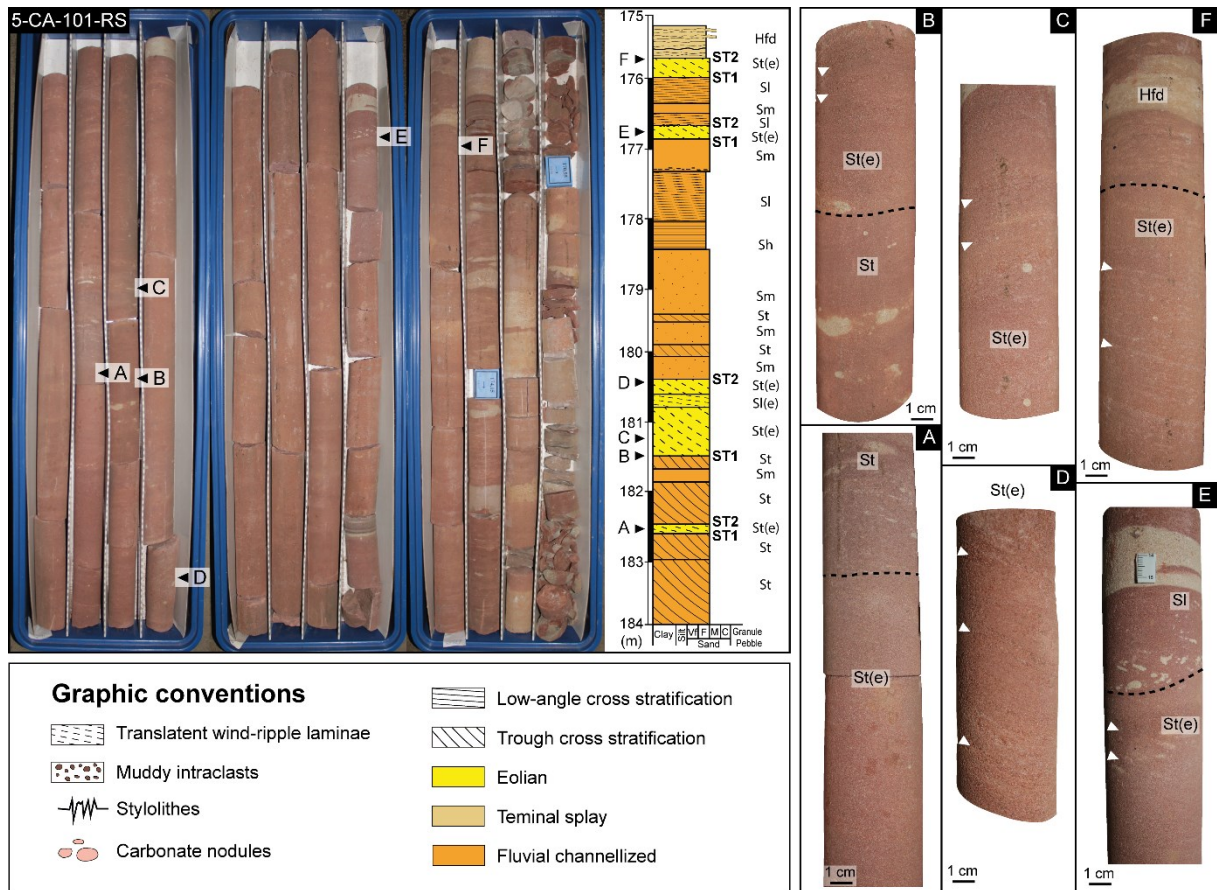 5-CA-101-RS
A
C
B
D
E
F
175
176
177
178
179
180
181
182
183
184
(m)
F
E
D
C
B
A
ST2
ST1
ST2
ST1
ST2
ST1
ST2
ST1
Hfd
St(e)
Sl
Sm
Sl
St(e)
Sm
Sl
Sh
Sm
St
Sm
St
Sm
St(e)
Sl(e)
St(e)
St
Sm
St
St(e)
St
St
Clay
Silt
Vf F M C
Sand
Granule
Pebble
B
St(e)
St
1 cm
C
St(e)
St(e)
1 cm
F
Hfd
St(e)
St(e)
1 cm
A
St
St(e)
1 cm
D
St(e)
1 cm
E
Sl
St(e)
1 cm
Graphic conventions
Translatent wind-ripple laminae
Muddy intraclasts
Stylolithes
Carbonate nodules
Low-angle cross stratification
Trough cross stratification
Eolian
Teminal splay
Fluvial channellized